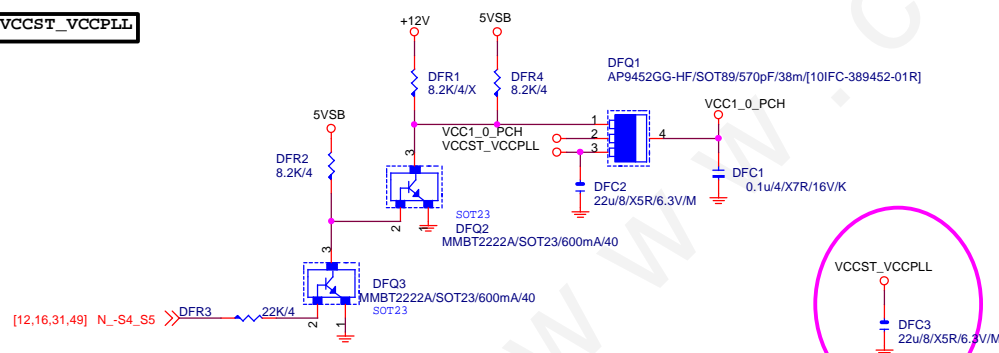 VCCST_VCCPLL
+12V
5VSB
DFR1
8.2K/4/X
DFR4
8.2K/4
DFQ1
AP9452GG-HF/SOT89/570pF/38m/[10IFC-389452-01R]
VCC1_0_PCH
5VSB
1
VCC1_0_PCH
2
4
VCCST_VCCPLL
3
3
DFR2
8.2K/4
DFC1
0.1u/4/X7R/16V/K
DFC2
22u/8/X5R/6.3V/M
SOT23
2
1
DFQ2
MMBT2222A/SOT23/600mA/40
3
VCCST_VCCPLL
DFQ3
MMBT2222A/SOT23/600mA/40
SOT23
[12,16,31,49] N_-S4_S5
DFR3
22K/4
2
1
DFC3
22u/8/X5R/6.3V/M
w w w . c